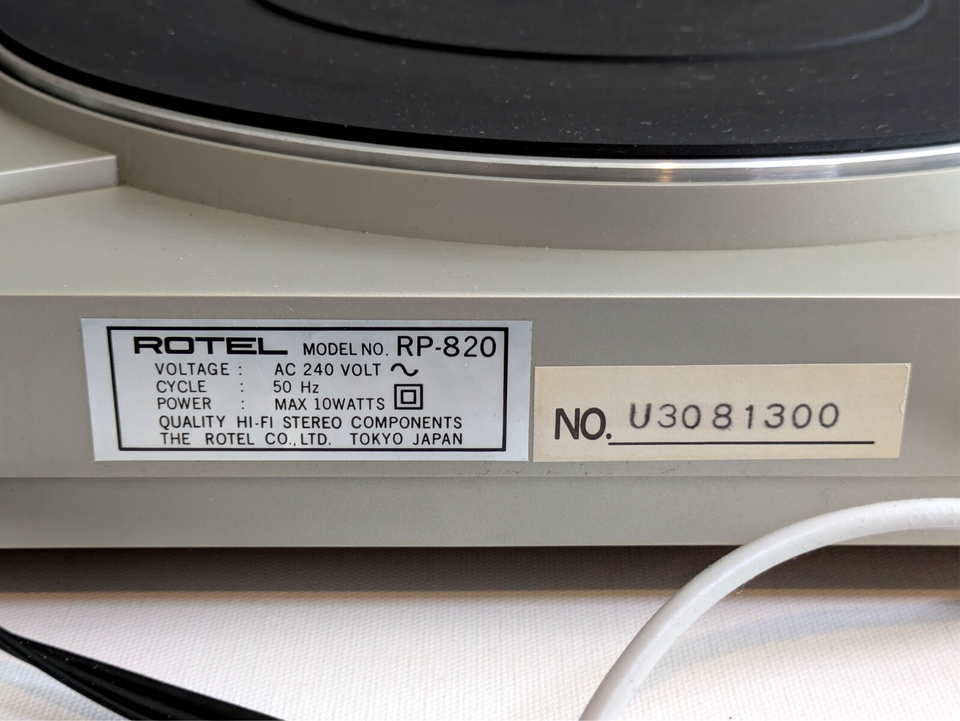 ROTEL MODEL NO. RP-820
VOLTAGE : AC 240 VOLT ～
CYCLE : 50 Hz
POWER : MAX 10WATTS
QUALITY HI-FI STEREO COMPONENTS
THE ROTEL CO., LTD. TOKYO JAPAN
NO. U3081300